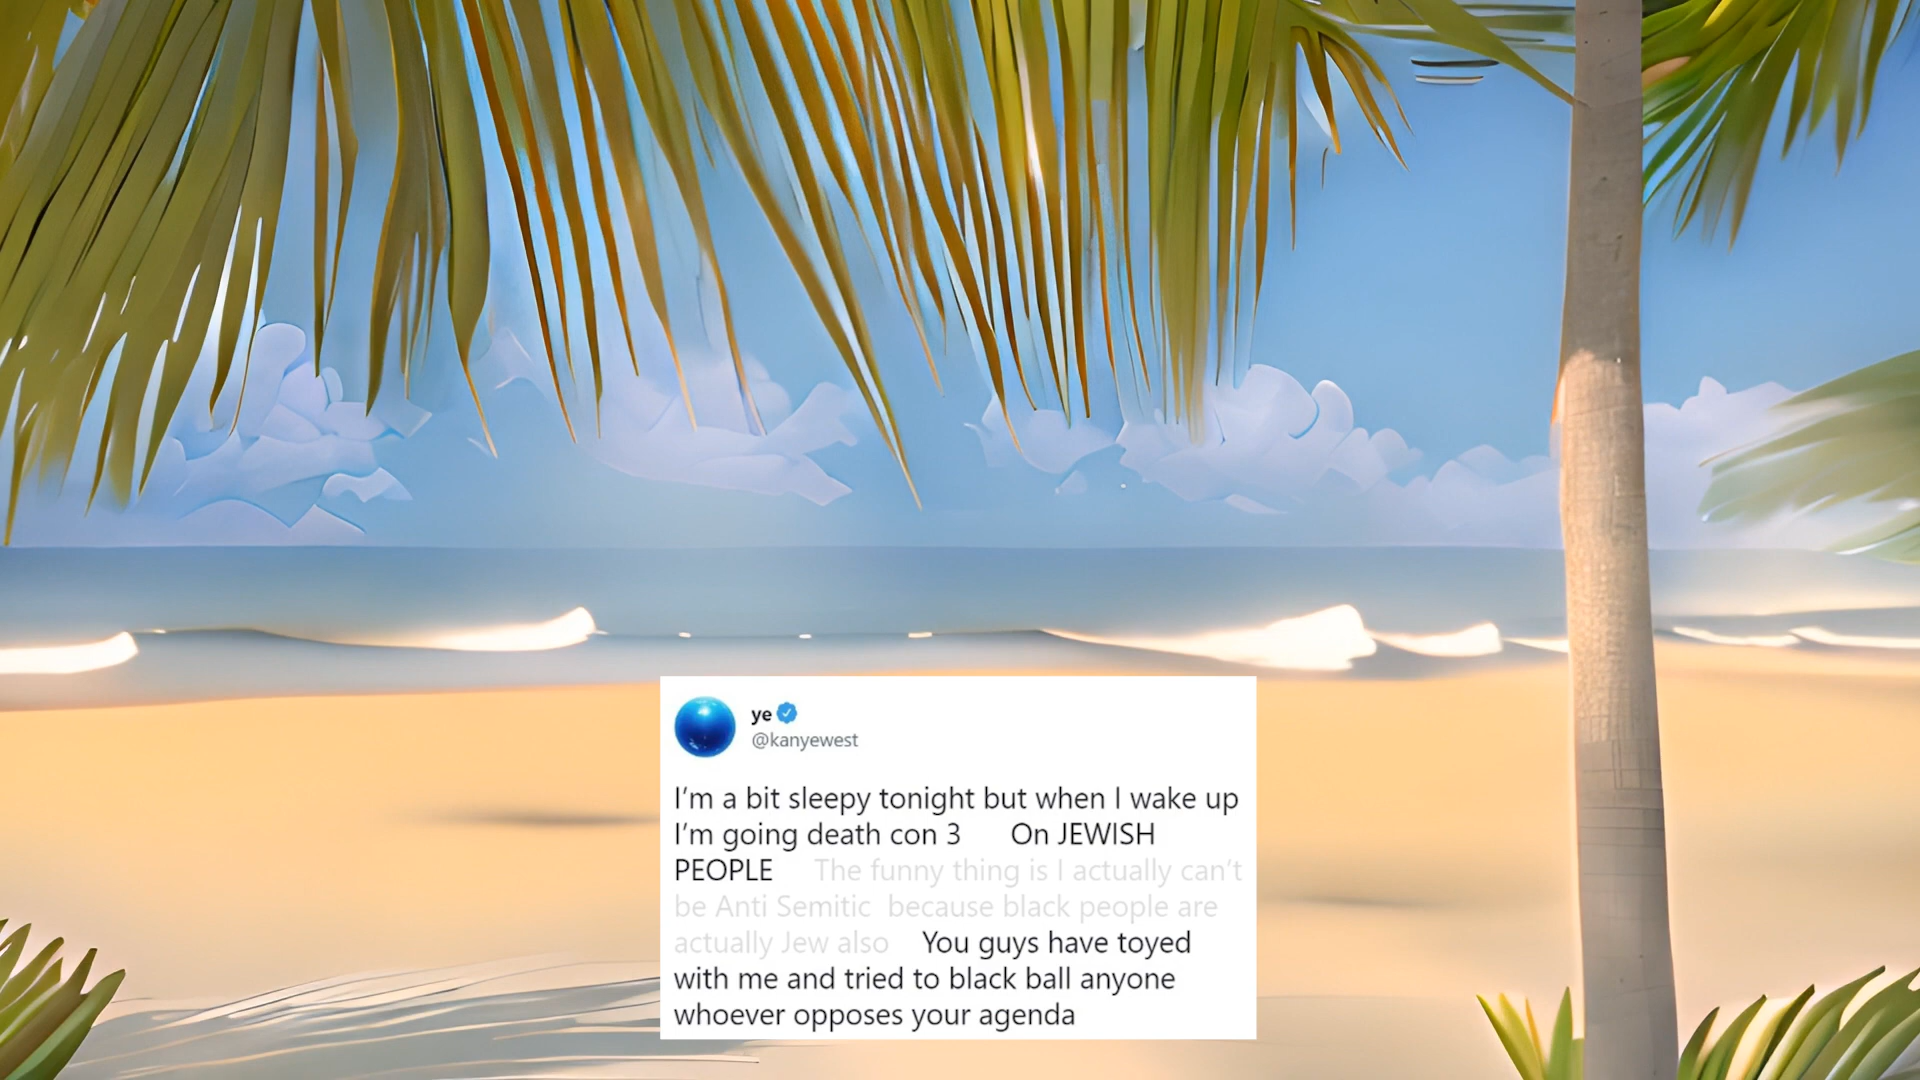 ye
@kanyewest
I'm a bit sleepy tonight but when I wake up
I'm going death con 3 On JEWISH
PEOPLE The funny thing is I actually can't
be Anti Semitic because black people are
actually Jew also You guys have toyed
with me and tried to black ball anyone
whoever opposes your agenda